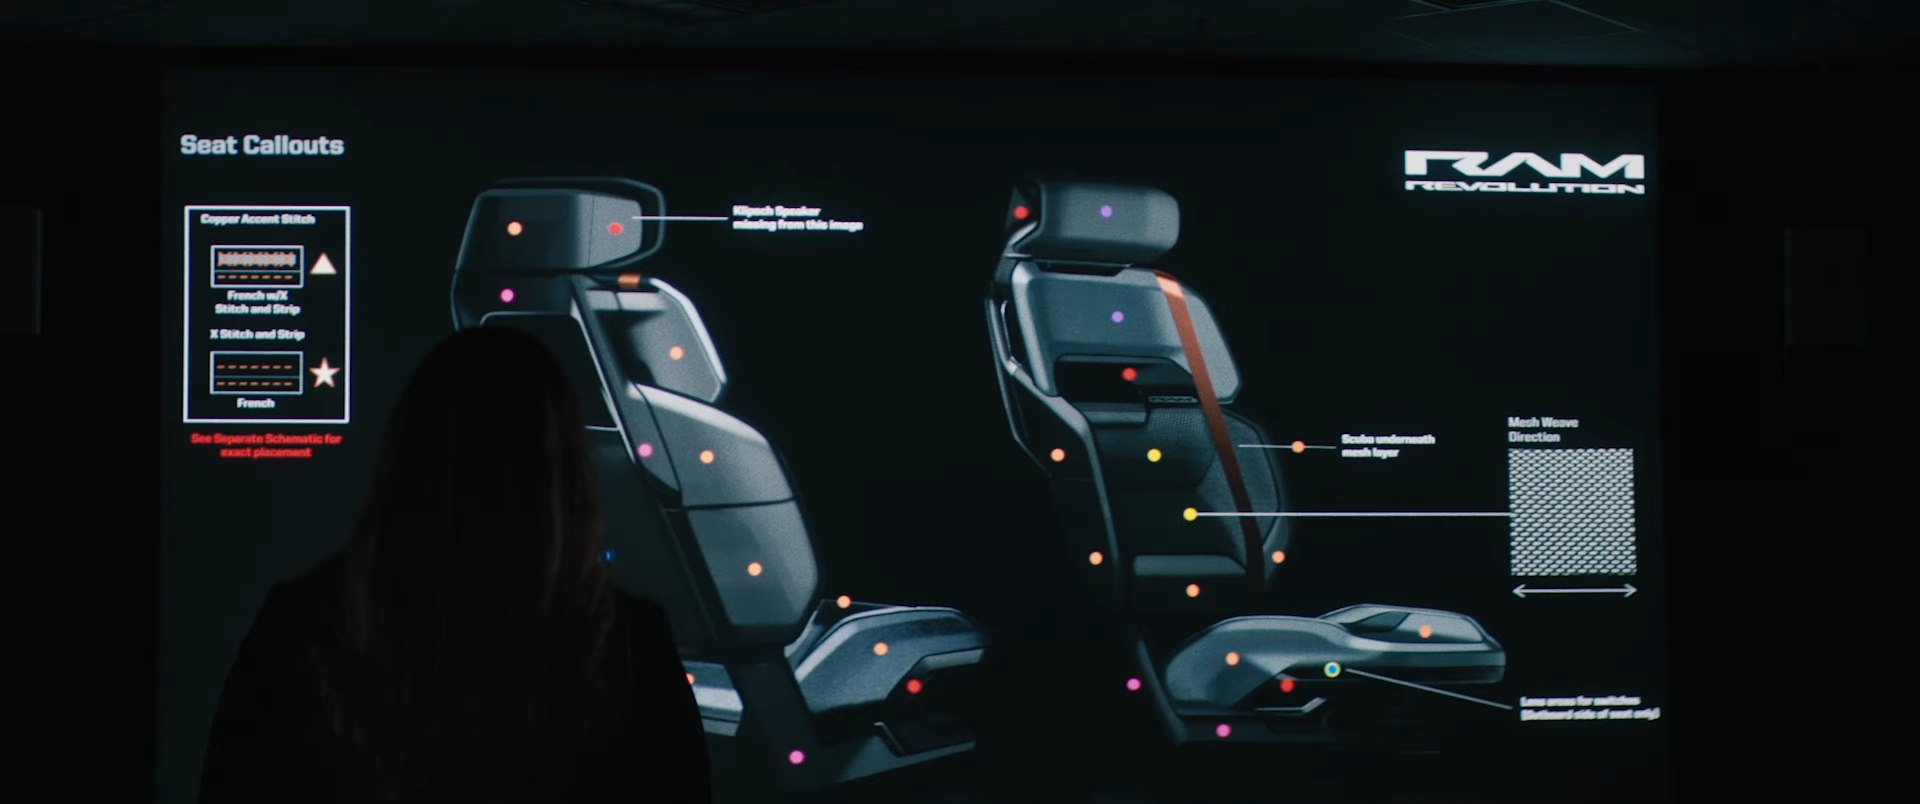 Seat Callouts
RAM
REVOLUTION
Copper Accent Stitch
French w/X
Stitch and Strip
X Stitch and Strip
French
See Separate Schematic for
exact placement
Klipsch Speaker
missing from this image
Scuba underneath
mesh layer
Mesh Weave
Direction
Lens areas for switches
(Outboard side of seat only)
RAM